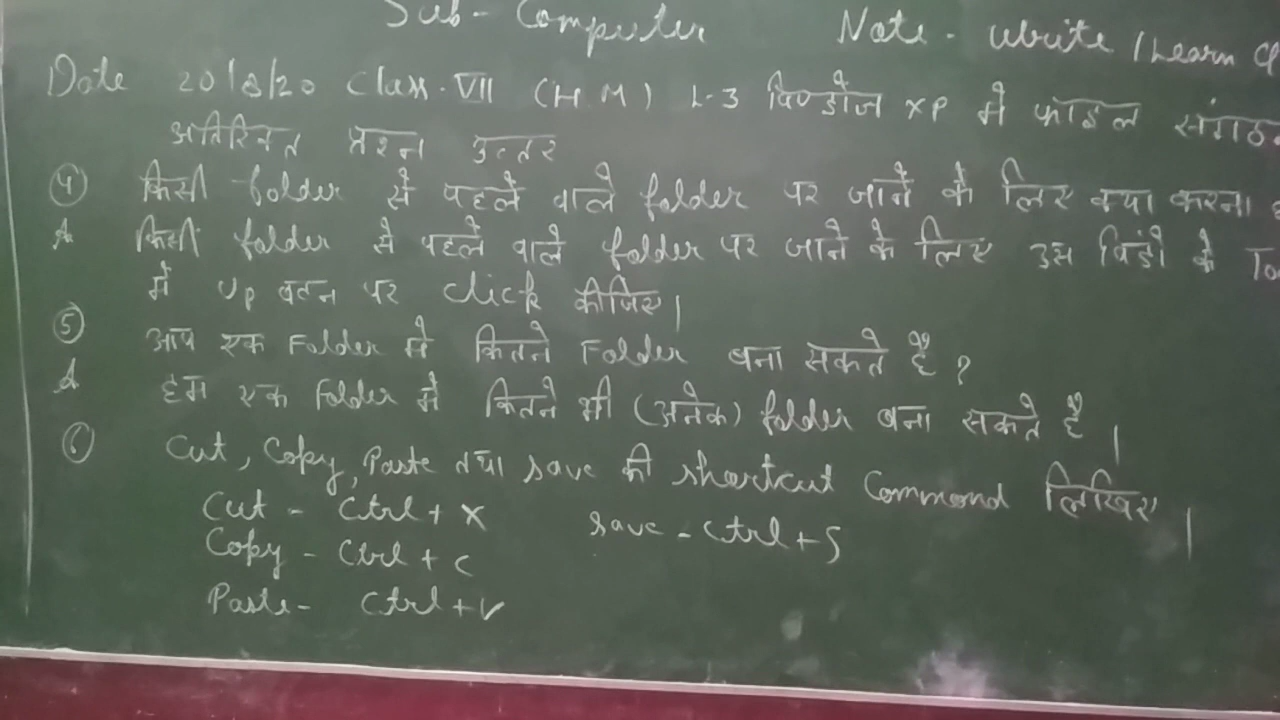 Sub - Computer Note - Write / Learn
Date 20/8/20 Class - VII (H.M) L-3 विण्डोज XP में फाइल संगठन
अतिरिक्त प्रश्न उत्तर
④ किसी folder से पहले वाले folder पर जाने के लिए क्या करना
A. किसी folder से पहले वाले folder पर जाने के लिए उस विंडो के
में Up बटन पर click कीजिए।
⑤ आप एक Folder में कितने Folder बना सकते हैं ?
A हम एक Folder में कितने भी (अनेक) folder बना सकते हैं ।
⑥ Cut, Copy, Paste तथा save की shortcut Commond लिखिए ।
Cut - Ctrl + X save - Ctrl + S
Copy - Ctrl + C
Paste - Ctrl + V